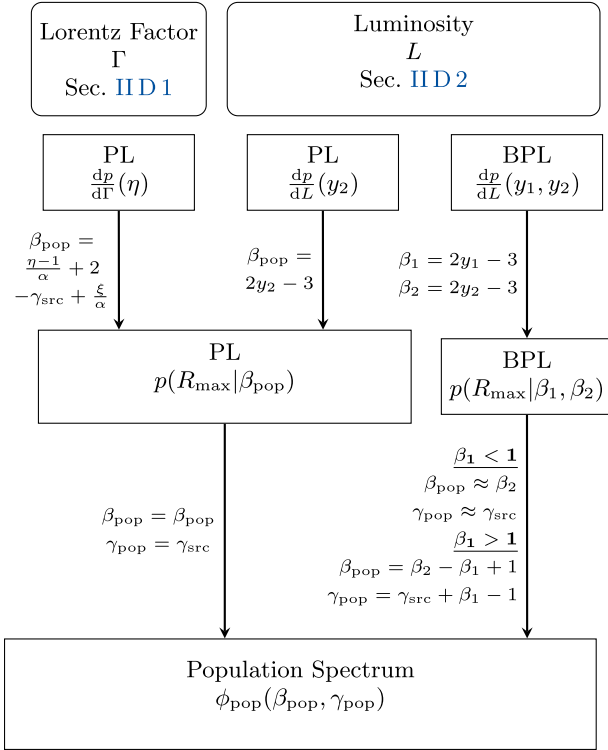 Lorentz Factor
Γ
Sec. II D 1
Luminosity
L
Sec. II D 2
PL
dp/dΓ (η)
PL
dp/dL (y₂)
BPL
dp/dL (y₁, y₂)
β_pop =
(η−1)/α + 2
−γ_src + ξ/α
β_pop =
2y₂ − 3
β₁ = 2y₁ − 3
β₂ = 2y₂ − 3
PL
p(R_max|β_pop)
BPL
p(R_max|β₁, β₂)
β_pop = β_pop
γ_pop = γ_src
β₁ < 1
β_pop ≈ β₂
γ_pop ≈ γ_src
β₁ > 1
β_pop = β₂ − β₁ + 1
γ_pop = γ_src + β₁ − 1
Population Spectrum
ϕ_pop(β_pop, γ_pop)